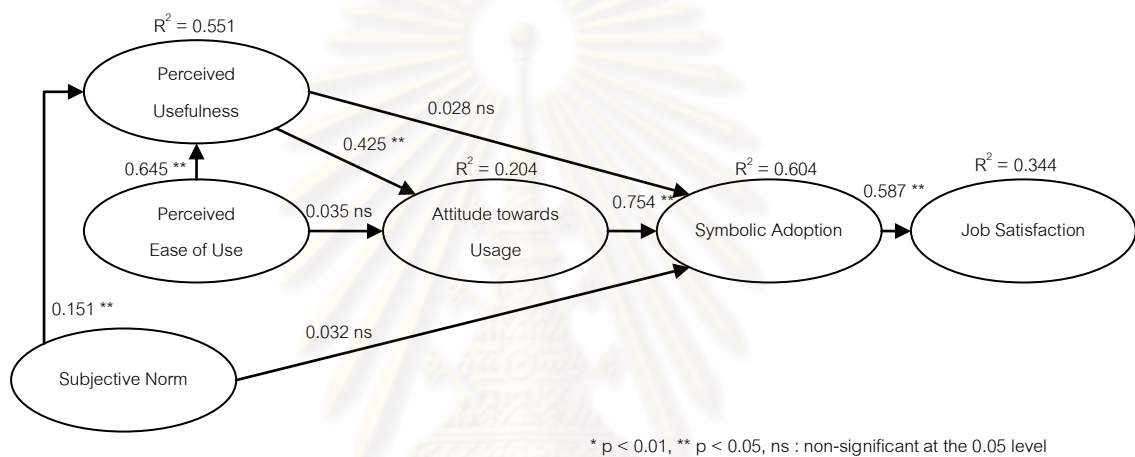 R² = 0.551
Perceived
Usefulness
0.028 ns
0.425 **
0.645 **
R² = 0.204
R² = 0.604
R² = 0.344
Perceived
Ease of Use
0.035 ns
Attitude towards
Usage
0.754 **
Symbolic Adoption
0.587 **
Job Satisfaction
0.151 **
0.032 ns
Subjective Norm
* p < 0.01, ** p < 0.05, ns : non-significant at the 0.05 level